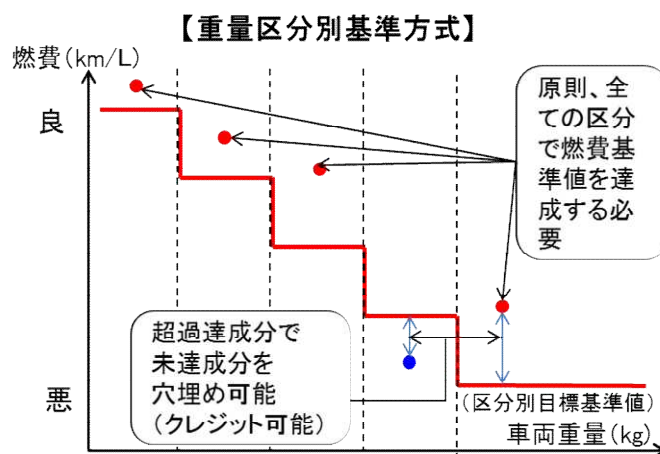 【重量区分別基準方式】
燃費(km/L)
良
原則、全
ての区分
で燃費基
準値を達
成する必
要
超過達成分で
未達成分を
穴埋め可能
(クレジット可能)
悪
(区分別目標基準値)
車両重量(kg)